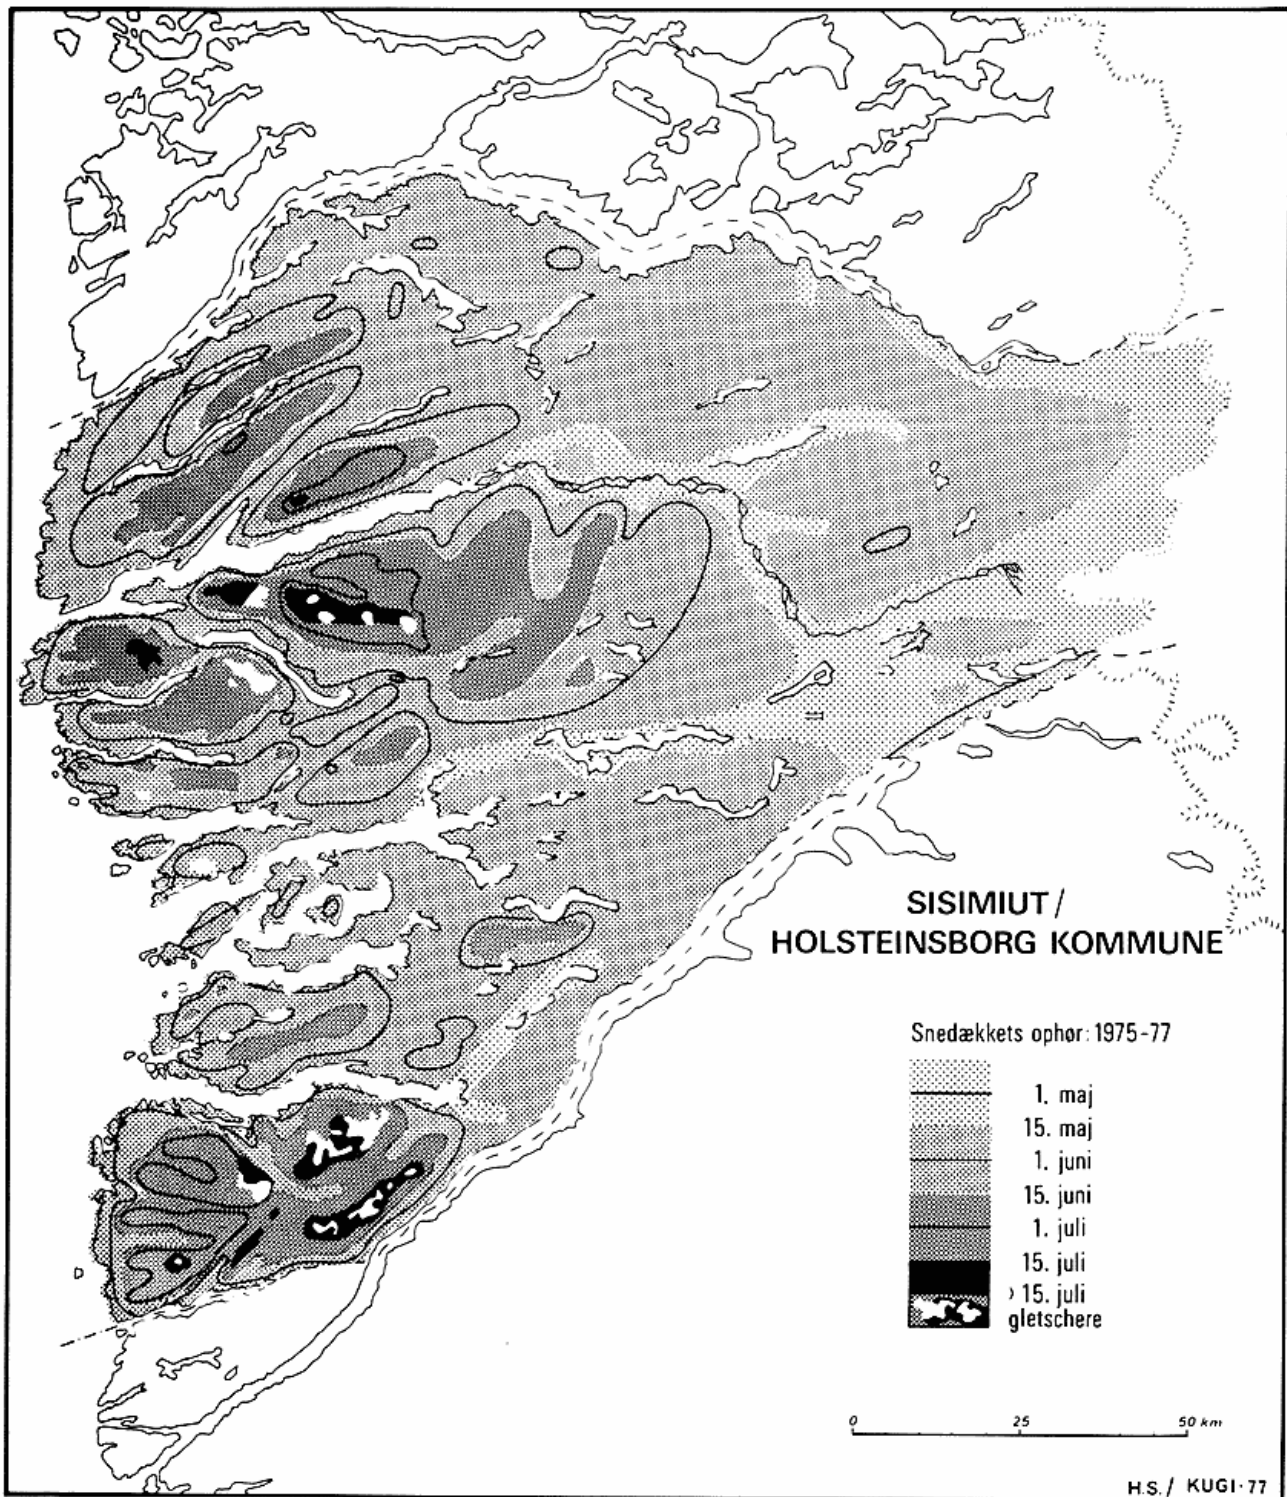 SISIMIUT/
HOLSTEINSBORG KOMMUNE
Snedækkets ophør: 1975-77
1. maj
15. maj
1. juni
15. juni
1. juli
15. juli
> 15. juli
gletschere
0 25 50 km
H.S./ KUGI·77